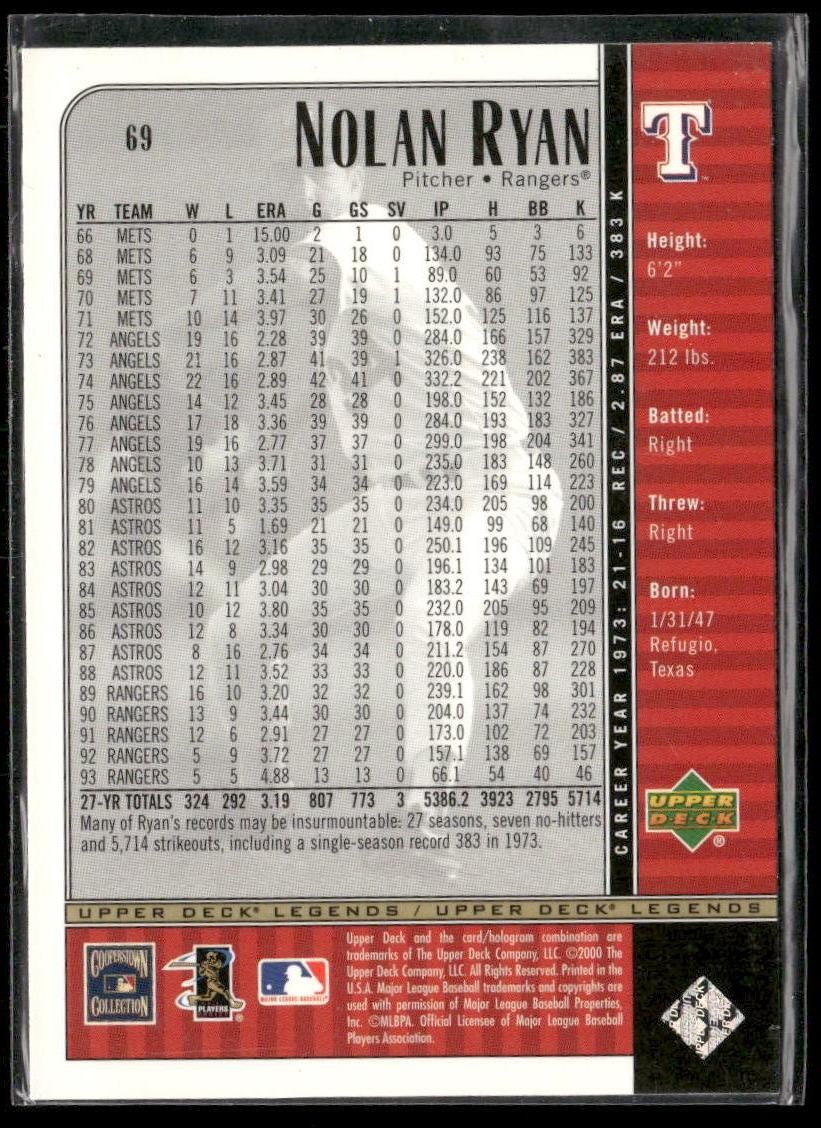 69
NOLAN RYAN
Pitcher • Rangers®
YR TEAM W L ERA G GS SV IP H BB K
66 METS 0 1 15.00 2 1 0 3.0 5 3 6
68 METS 6 9 3.09 21 18 0 134.0 93 75 133
69 METS 6 3 3.54 25 10 1 89.0 60 53 92
70 METS 7 11 3.41 27 19 1 132.0 86 97 125
71 METS 10 14 3.97 30 26 0 152.0 125 116 137
72 ANGELS 19 16 2.28 39 39 0 284.0 166 157 329
73 ANGELS 21 16 2.87 41 39 1 326.0 238 162 383
74 ANGELS 22 16 2.89 42 41 0 332.2 221 202 367
75 ANGELS 14 12 3.45 28 28 0 198.0 152 132 186
76 ANGELS 17 18 3.36 39 39 0 284.0 193 183 327
77 ANGELS 19 16 2.77 37 37 0 299.0 198 204 341
78 ANGELS 10 13 3.71 31 31 0 235.0 183 148 260
79 ANGELS 16 14 3.59 34 34 0 223.0 169 114 223
80 ASTROS 11 10 3.35 35 35 0 234.0 205 98 200
81 ASTROS 11 5 1.69 21 21 0 149.0 99 68 140
82 ASTROS 16 12 3.16 35 35 0 250.1 196 109 245
83 ASTROS 14 9 2.98 29 29 0 196.1 134 101 183
84 ASTROS 12 11 3.04 30 30 0 183.2 143 69 197
85 ASTROS 10 12 3.80 35 35 0 232.0 205 95 209
86 ASTROS 12 8 3.34 30 30 0 178.0 119 82 194
87 ASTROS 8 16 2.76 34 34 0 211.2 154 87 270
88 ASTROS 12 11 3.52 33 33 0 220.0 186 87 228
89 RANGERS 16 10 3.20 32 32 0 239.1 162 98 301
90 RANGERS 13 9 3.44 30 30 0 204.0 137 74 232
91 RANGERS 12 6 2.91 27 27 0 173.0 102 72 203
92 RANGERS 5 9 3.72 27 27 0 157.1 138 69 157
93 RANGERS 5 5 4.88 13 13 0 66.1 54 40 46
27-YR TOTALS 324 292 3.19 807 773 3 5386.2 3923 2795 5714
Many of Ryan's records may be insurmountable: 27 seasons, seven no-hitters
and 5,714 strikeouts, including a single-season record 383 in 1973.
CAREER YEAR 1973: 21-16 REC / 2.87 ERA / 383 K
T
™
Height:
6'2"
Weight:
212 lbs.
Batted:
Right
Threw:
Right
Born:
1/31/47
Refugio,
Texas
UPPER
DECK
®
UPPER DECK® LEGENDS / UPPER DECK® LEGENDS
COOPERSTOWN
COLLECTION
PLAYERS
®
MAJOR LEAGUE BASEBALL
Upper Deck and the card/hologram combination are
trademarks of The Upper Deck Company, LLC. ©2000 The
Upper Deck Company, LLC. All Rights Reserved. Printed in the
U.S.A. Major League Baseball trademarks and copyrights are
used with permission of Major League Baseball Properties,
Inc. ©MLBPA. Official Licensee of Major League Baseball
Players Association.